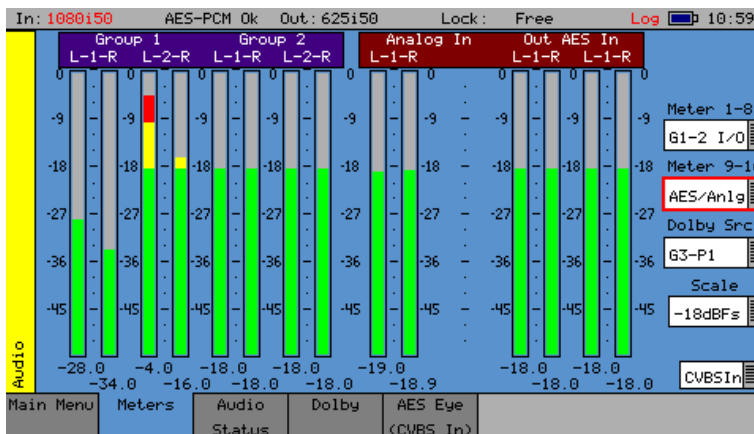 In: 1080i50 AES-PCM Ok Out: 625i50 Lock: Free Log 10:59
Group 1 Group 2 Analog In Out AES In
L-1-R L-2-R L-1-R L-2-R L-1-R L-1-R L-1-R
0 0 0 0 0 0 0 0
-9 -9 -9 -9 -9 -9 -9 -9
-18 -18 -18 -18 -18 -18 -18 -18
-27 -27 -27 -27 -27 -27 -27 -27
-36 -36 -36 -36 -36 -36 -36 -36
-45 -45 -45 -45 -45 -45 -45 -45
Meter 1-8
G1-2 I/O
Meter 9-1
AES/Anlg
Dolby Src
G3-P1
Scale
-18dBFs
CVBSIn
Audio
-28.0 -4.0 -18.0 -18.0 -19.0 -18.0 -18.0
-34.0 -16.0 -18.0 -18.0 -18.9 -18.0 -18.0
Main Menu Meters Audio Status Dolby AES Eye (CVBS In)